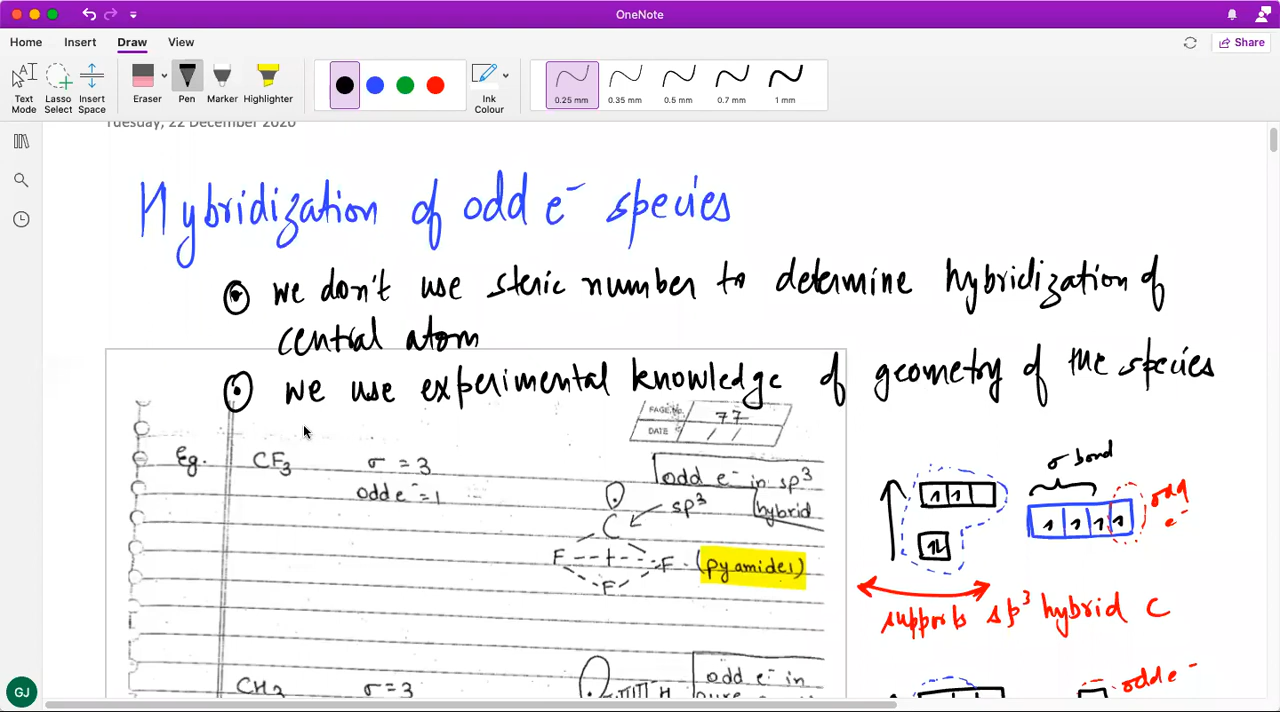 OneNote
Home Insert Draw View
Share
Text Mode
Lasso Select
Insert Space
Eraser
Pen
Marker
Highlighter
Ink Colour
0.25 mm
0.35 mm
0.5 mm
0.7 mm
1 mm
Tuesday, 22 December 2020
Hybridization of odd e⁻ species
we don't use steric number to determine hybridization of
central atom
we use experimental knowledge of geometry of the species
PAGE No. 77
DATE / /
Eg. CF₃ σ = 3
odd e⁻ = 1
odd e⁻ in sp³
hybrid
sp³
C
F F
F
(pyamides)
σ bond
odd
e⁻
supports sp³ hybrid C
CH₃ σ = 3
H
odd e⁻ in
pure
odd e⁻
GJ